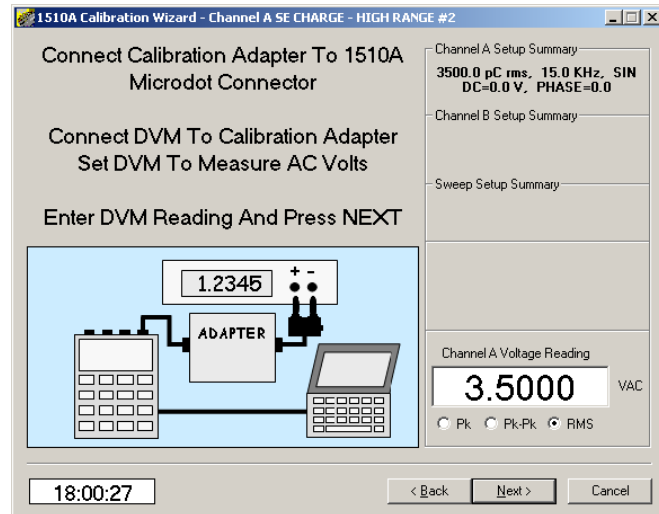 1510A Calibration Wizard - Channel A SE CHARGE - HIGH RANGE #2
Connect Calibration Adapter To 1510A
Microdot Connector
Connect DVM To Calibration Adapter
Set DVM To Measure AC Volts
Enter DVM Reading And Press NEXT
1.2345
+ -
ADAPTER
Channel A Setup Summary
3500.0 pC rms, 15.0 KHz, SIN
DC=0.0 V, PHASE=0.0
Channel B Setup Summary
Sweep Setup Summary
Channel A Voltage Reading
3.5000 VAC
Pk Pk-Pk RMS
18:00:27
< Back Next > Cancel